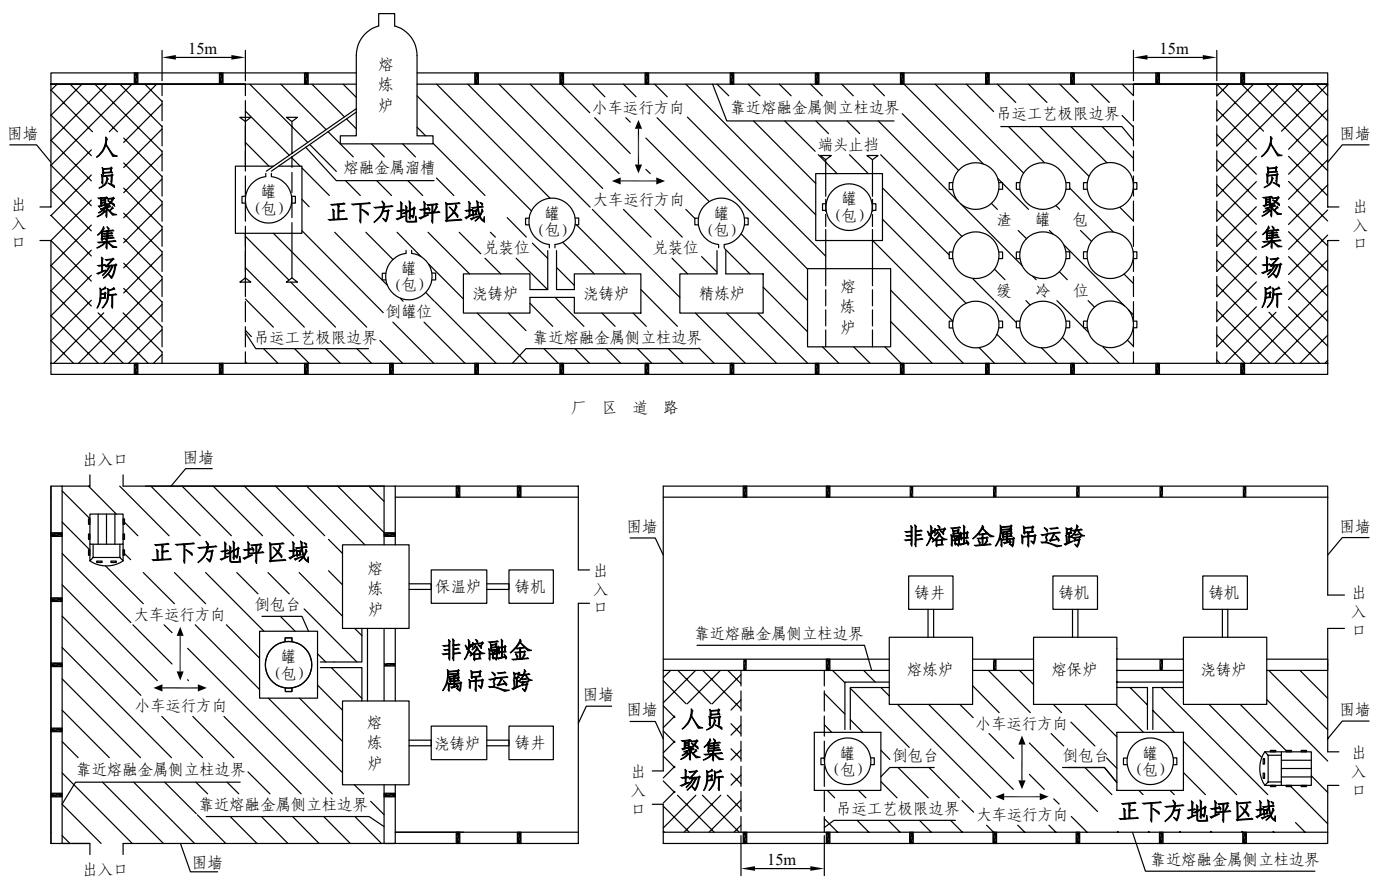 15m
15m
熔炼炉
小车运行方向
靠近熔融金属侧立柱边界
吊运工艺极限边界
围墙
围墙
人员聚集场所
人员聚集场所
端头止挡
熔融金属溜槽
大车运行方向
罐(包)
正下方地坪区域
罐(包)
罐(包)
罐(包)
出入口
出入口
渣罐包
兑装位
兑装位
罐(包)
浇铸炉
浇铸炉
精炼炉
熔炼炉
缓冷位
倒罐位
吊运工艺极限边界
靠近熔融金属侧立柱边界
厂区道路
出入口
围墙
正下方地坪区域
熔炼炉
保温炉
铸机
出入口
大车运行方向
倒包台
罐(包)
非熔融金
属吊运跨
小车运行方向
围墙
熔炼炉
浇铸炉
铸井
靠近熔融金属侧立柱边界
靠近熔融金属侧立柱边界
出入口
围墙
围墙
非熔融金属吊运跨
围墙
铸井
铸机
铸机
出入口
靠近熔融金属侧立柱边界
熔炼炉
熔保炉
浇铸炉
围墙
围墙
人员
聚集
场所
小车运行方向
罐(包)
倒包台
倒包台
罐(包)
出入口
出入口
吊运工艺极限边界
大车运行方向
正下方地坪区域
15m
靠近熔融金属侧立柱边界